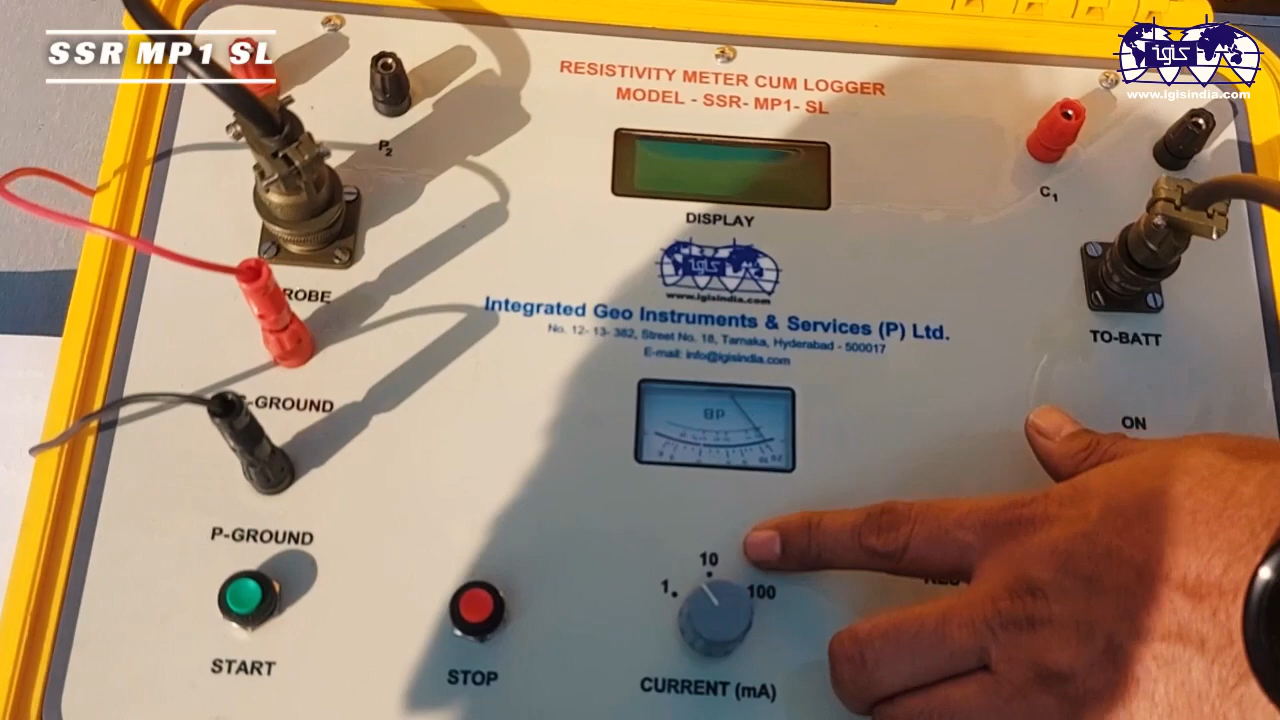 SSR MP1 SL
igis
www.igisindia.com
RESISTIVITY METER CUM LOGGER
MODEL - SSR- MP1- SL
P2
C1
DISPLAY
igis
www.igisindia.com
ROBE
TO-BATT
Integrated Geo Instruments & Services (P) Ltd.
No. 12- 13- 382, Street No. 18, Tarnaka, Hyderabad - 500017
E-mail: info@igisindia.com
-GROUND
ON
P-GROUND
10
1
100
START
STOP
CURRENT (mA)